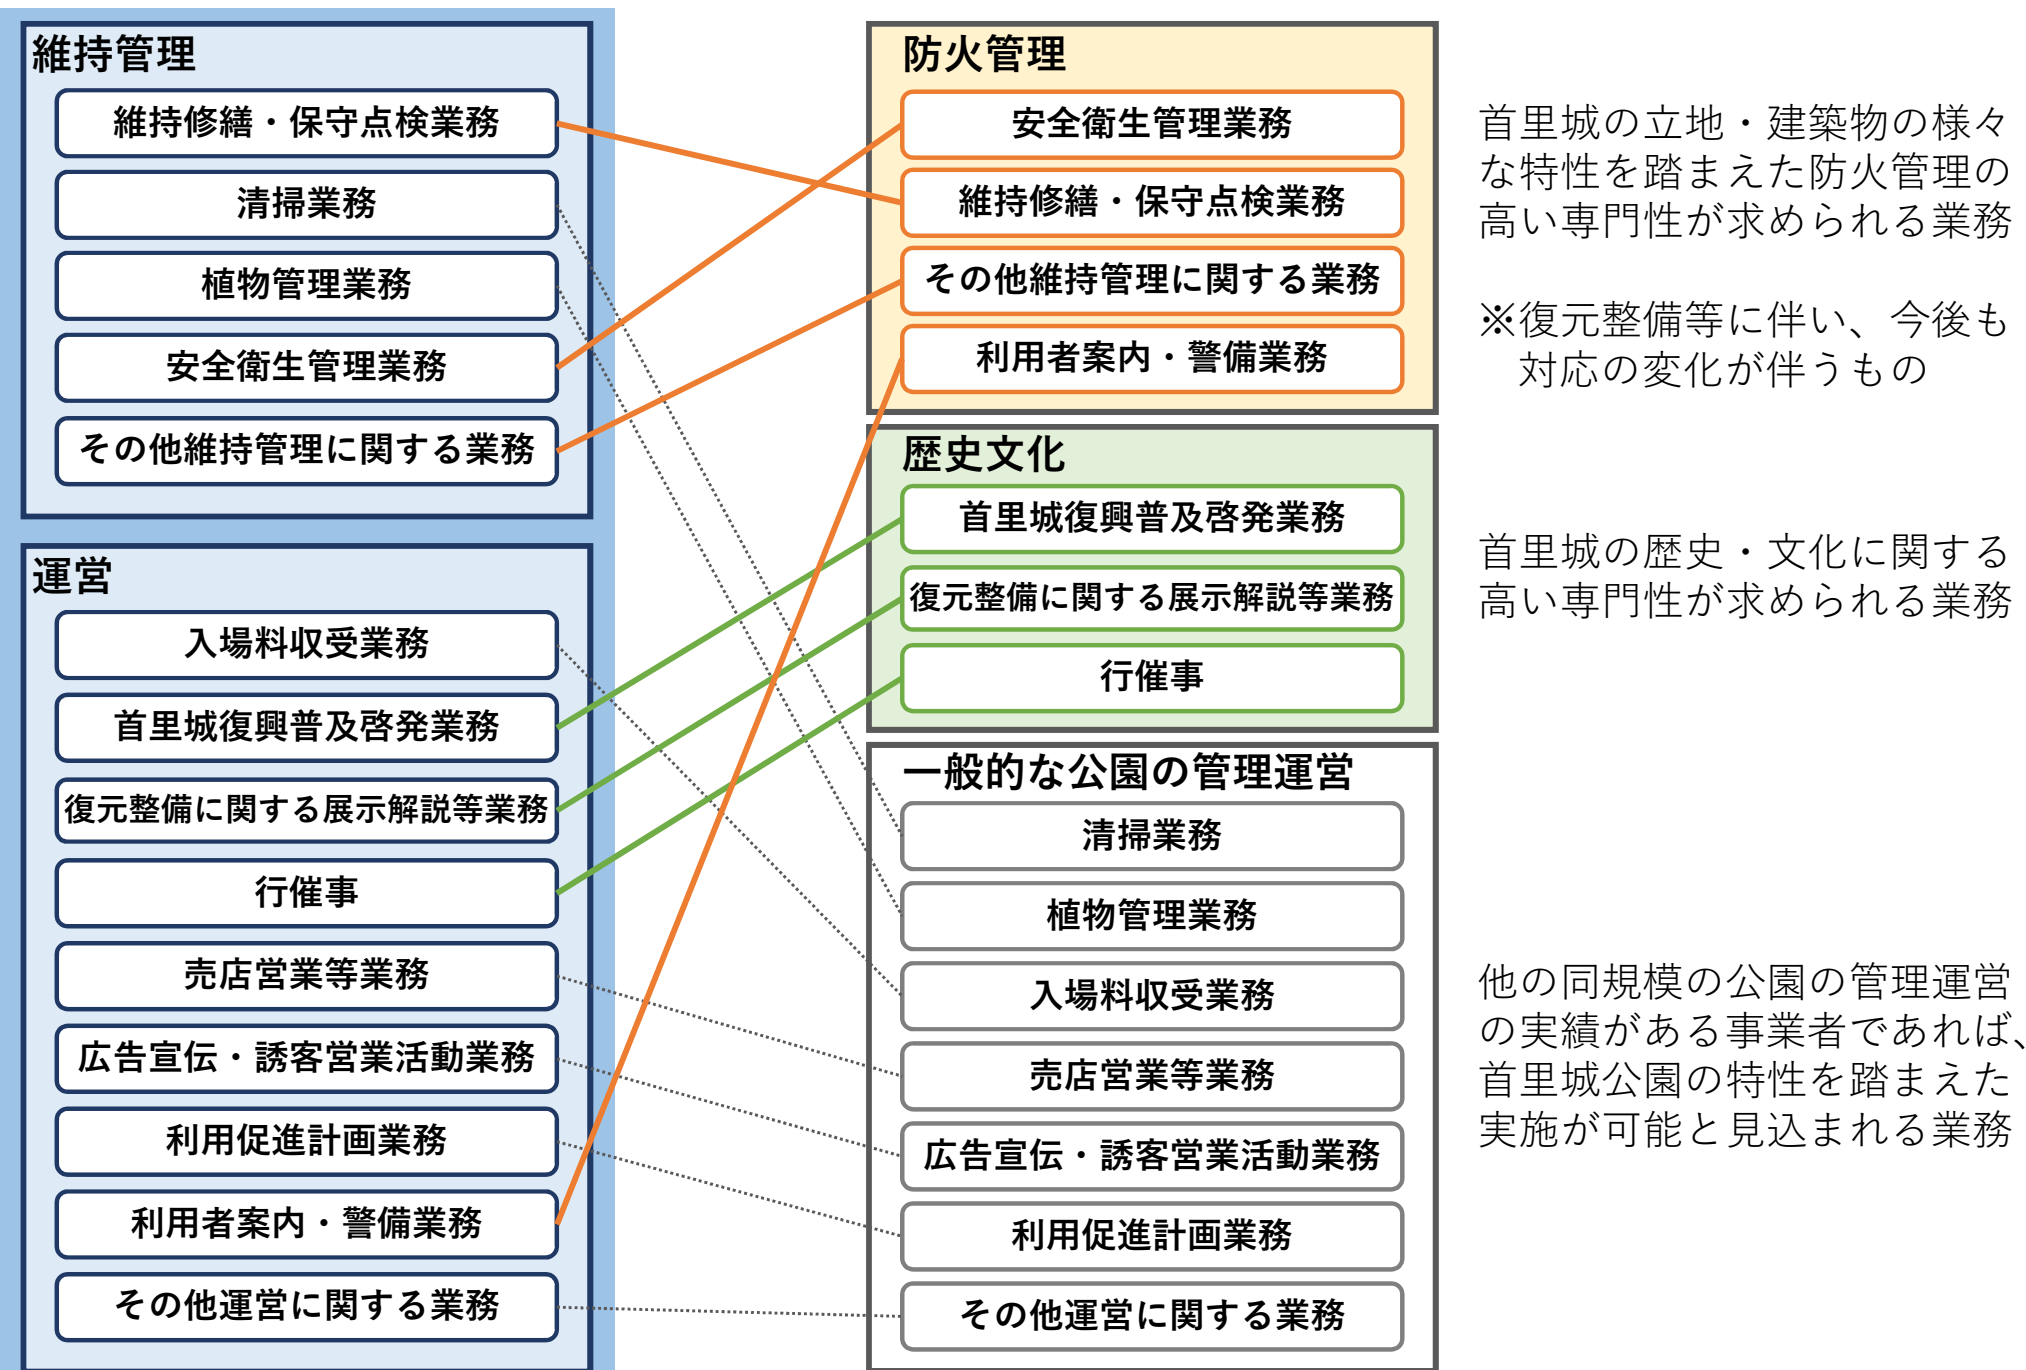 維持管理
維持修繕・保守点検業務
清掃業務
植物管理業務
安全衛生管理業務
その他維持管理に関する業務
運営
入場料収受業務
首里城復興普及啓発業務
復元整備に関する展示解説等業務
行催事
売店営業等業務
広告宣伝・誘客営業活動業務
利用促進計画業務
利用者案内・警備業務
その他運営に関する業務
防火管理
安全衛生管理業務
維持修繕・保守点検業務
その他維持管理に関する業務
利用者案内・警備業務
歴史文化
首里城復興普及啓発業務
復元整備に関する展示解説等業務
行催事
一般的な公園の管理運営
清掃業務
植物管理業務
入場料収受業務
売店営業等業務
広告宣伝・誘客営業活動業務
利用促進計画業務
その他運営に関する業務
首里城の立地・建築物の様々
な特性を踏まえた防火管理の
高い専門性が求められる業務
※復元整備等に伴い、今後も
対応の変化が伴うもの
首里城の歴史・文化に関する
高い専門性が求められる業務
他の同規模の公園の管理運営
の実績がある事業者であれば、
首里城公園の特性を踏まえた
実施が可能と見込まれる業務